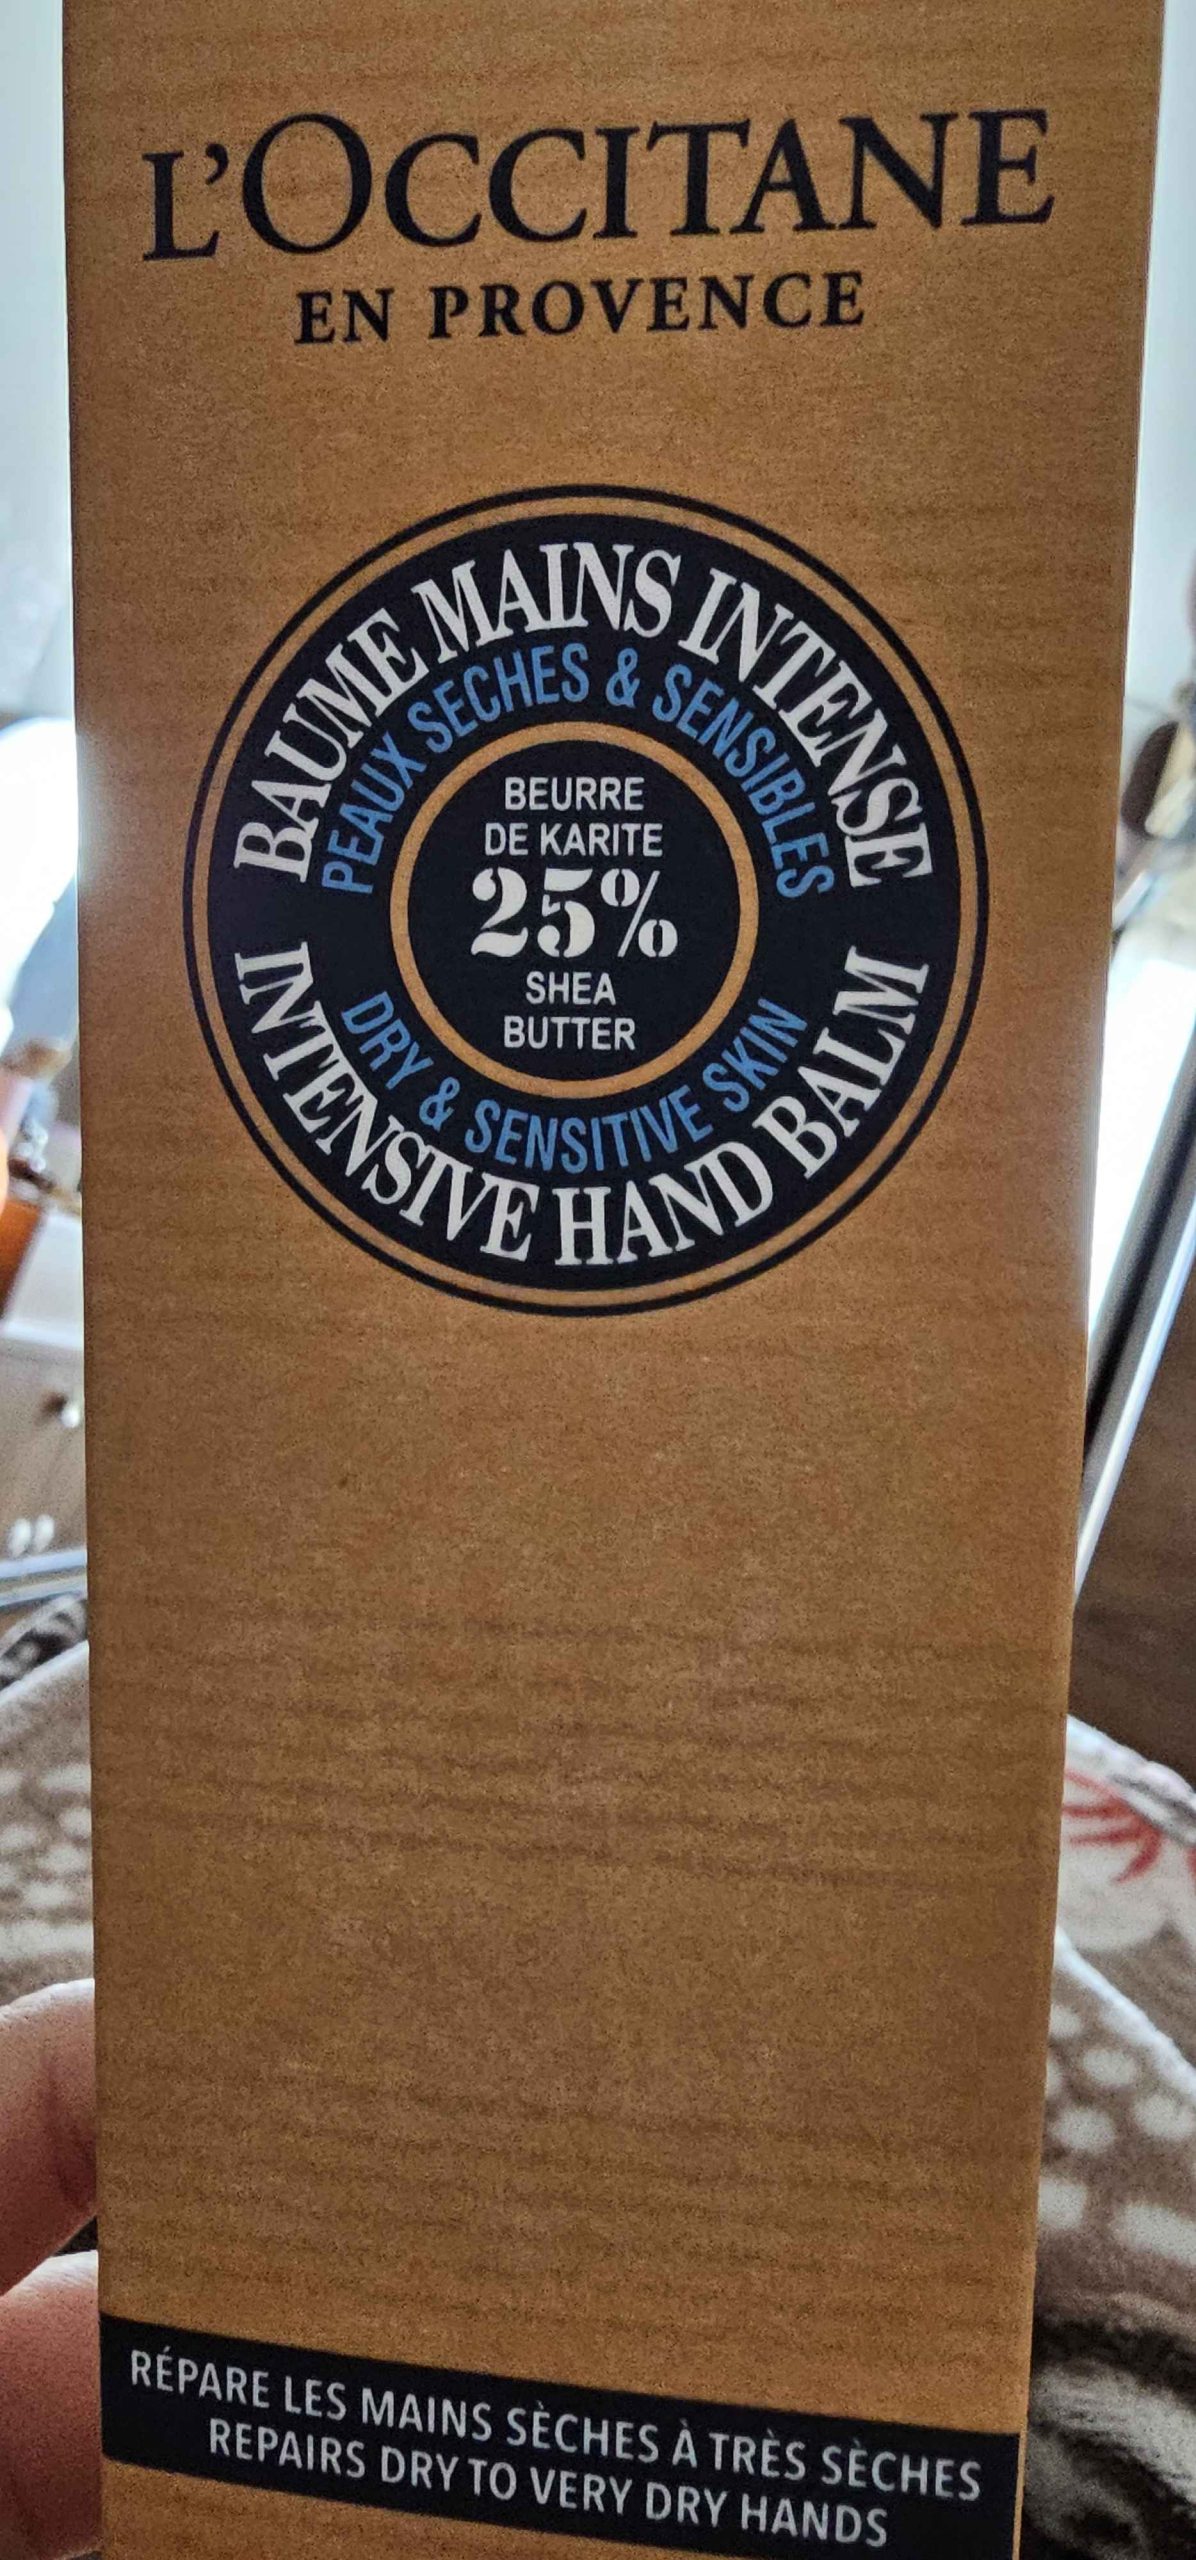 L'OCCITANE
EN PROVENCE
BAUME MAINS INTENSE
PEAUX SECHES & SENSIBLES
BEURRE
DE KARITE
25%
SHEA
BUTTER
DRY & SENSITIVE SKIN
INTENSIVE HAND BALM
RÉPARE LES MAINS SÈCHES À TRÈS SÈCHES
REPAIRS DRY TO VERY DRY HANDS